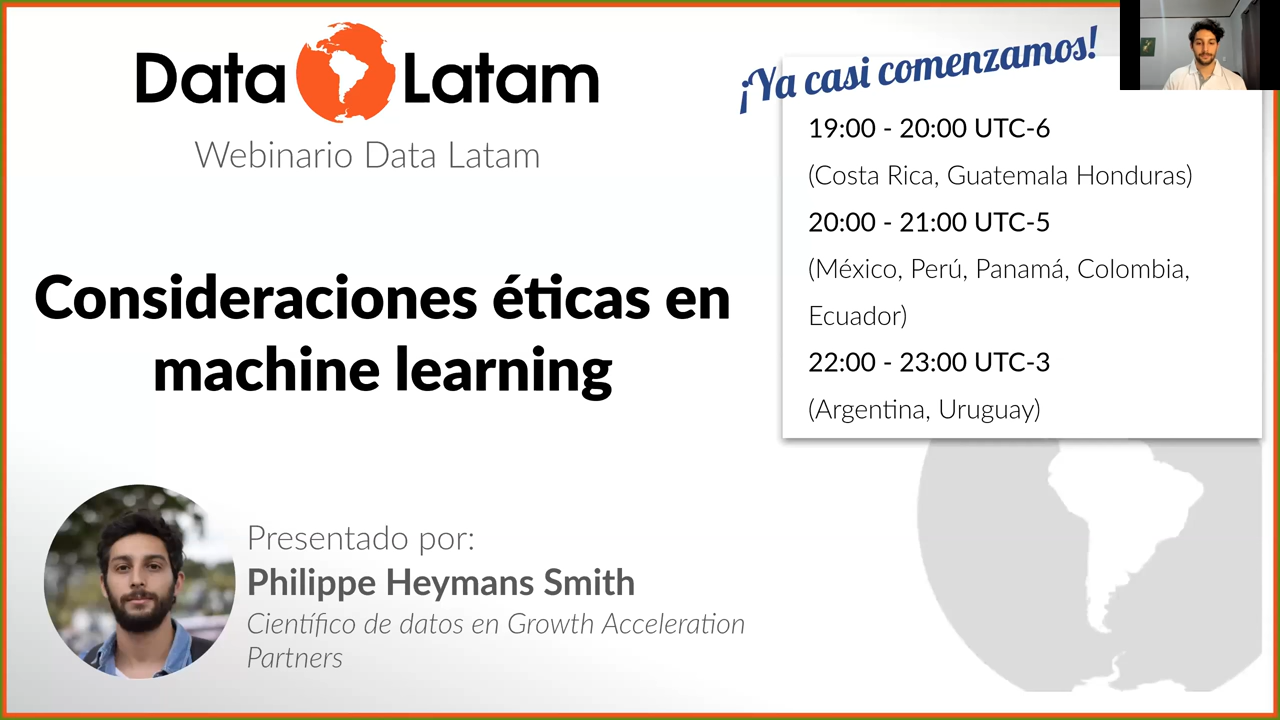 Data Latam
Webinario Data Latam
Consideraciones éticas en
machine learning
Presentado por:
Philippe Heymans Smith
Científico de datos en Growth Acceleration
Partners
¡Ya casi comenzamos!
19:00 - 20:00 UTC-6
(Costa Rica, Guatemala Honduras)
20:00 - 21:00 UTC-5
(México, Perú, Panamá, Colombia,
Ecuador)
22:00 - 23:00 UTC-3
(Argentina, Uruguay)